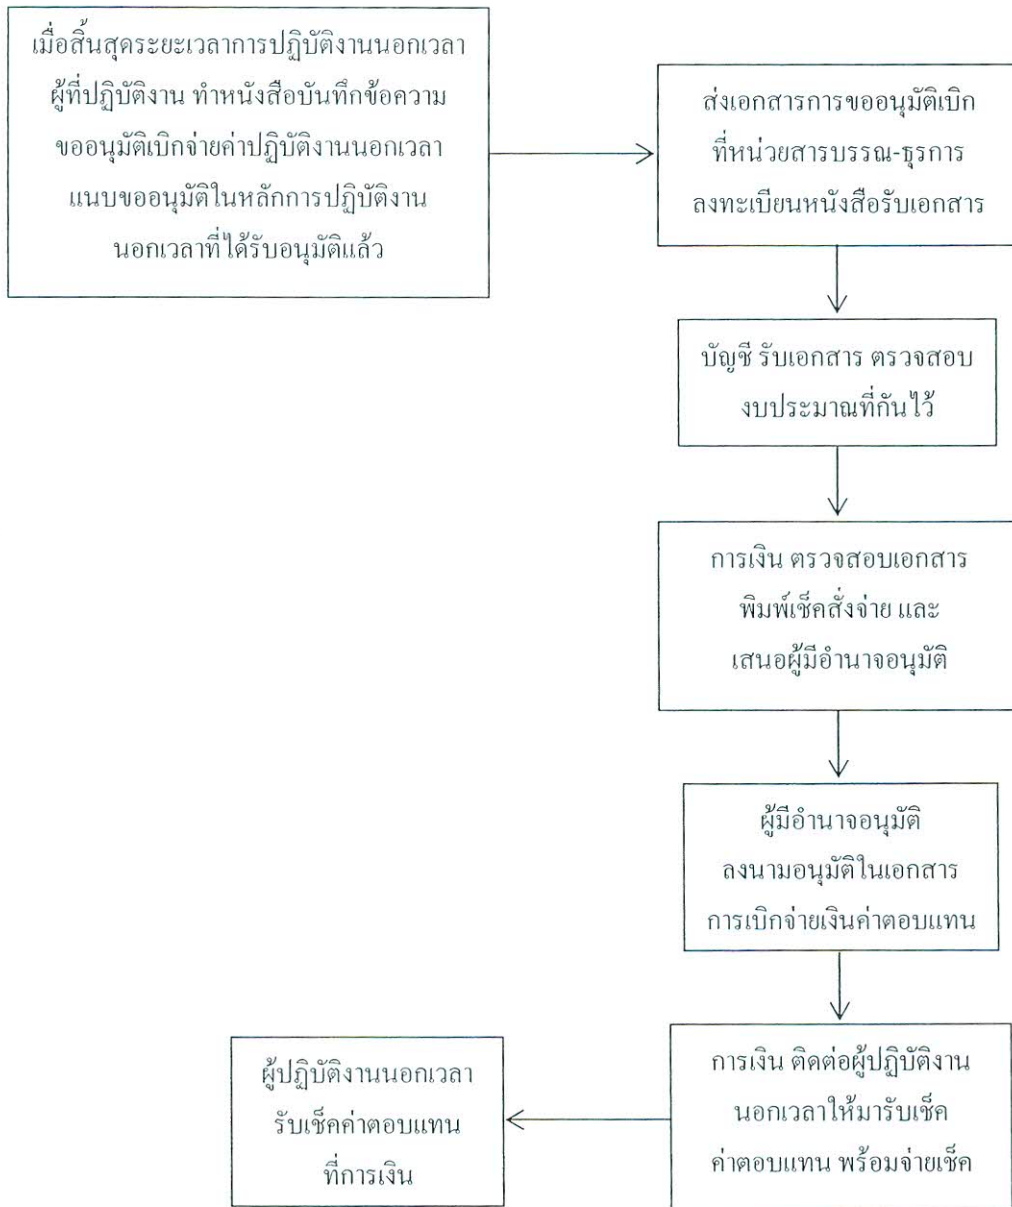 เมื่อสิ้นสุดระยะเวลาการปฏิบัติงานนอกเวลา
ผู้ที่ปฏิบัติงาน ทำหนังสือบันทึกข้อความ
ขออนุมัติเบิกจ่ายค่าปฏิบัติงานนอกเวลา
แนบขออนุมัติในหลักการปฏิบัติงาน
นอกเวลาที่ได้รับอนุมัติแล้ว
ส่งเอกสารการขออนุมัติเบิก
ที่หน่วยสารบรรณ-ธุรการ
ลงทะเบียนหนังสือรับเอกสาร
บัญชี รับเอกสาร ตรวจสอบ
งบประมาณที่กันไว้
การเงิน ตรวจสอบเอกสาร
พิมพ์เช็คสั่งจ่าย และ
เสนอผู้มีอำนาจอนุมัติ
ผู้มีอำนาจอนุมัติ
ลงนามอนุมัติในเอกสาร
การเบิกจ่ายเงินค่าตอบแทน
การเงิน ติดต่อผู้ปฏิบัติงาน
นอกเวลาให้มารับเช็ค
ค่าตอบแทน พร้อมจ่ายเช็ค
ผู้ปฏิบัติงานนอกเวลา
รับเช็คค่าตอบแทน
ที่การเงิน